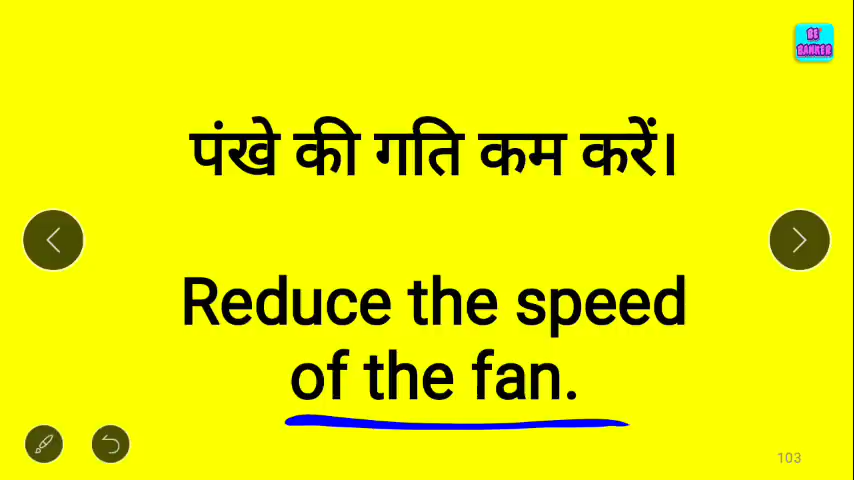 BE
BANKER
पंखे की गति कम करें।
Reduce the speed
of the fan.
103